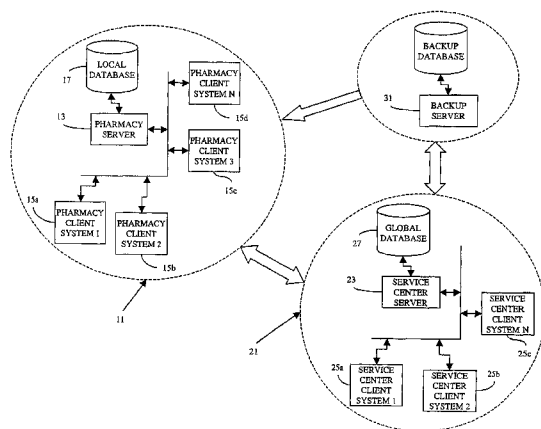 17
LOCAL
DATABASE
13
PHARMACY
SERVER
PHARMACY
CLIENT
SYSTEM N
15d
PHARMACY
CLIENT
SYSTEM 3
15c
15a
PHARMACY
CLIENT
SYSTEM 1
PHARMACY
CLIENT
SYSTEM 2
15b
11
BACKUP
DATABASE
31
BACKUP
SERVER
27
GLOBAL
DATABASE
23
SERVICE
CENTER
SERVER
SERVICE
CENTER
CLIENT
SYSTEM N
25c
21
25a
SERVICE
CENTER
CLIENT
SYSTEM 1
SERVICE
CENTER
CLIENT
SYSTEM 2
25b